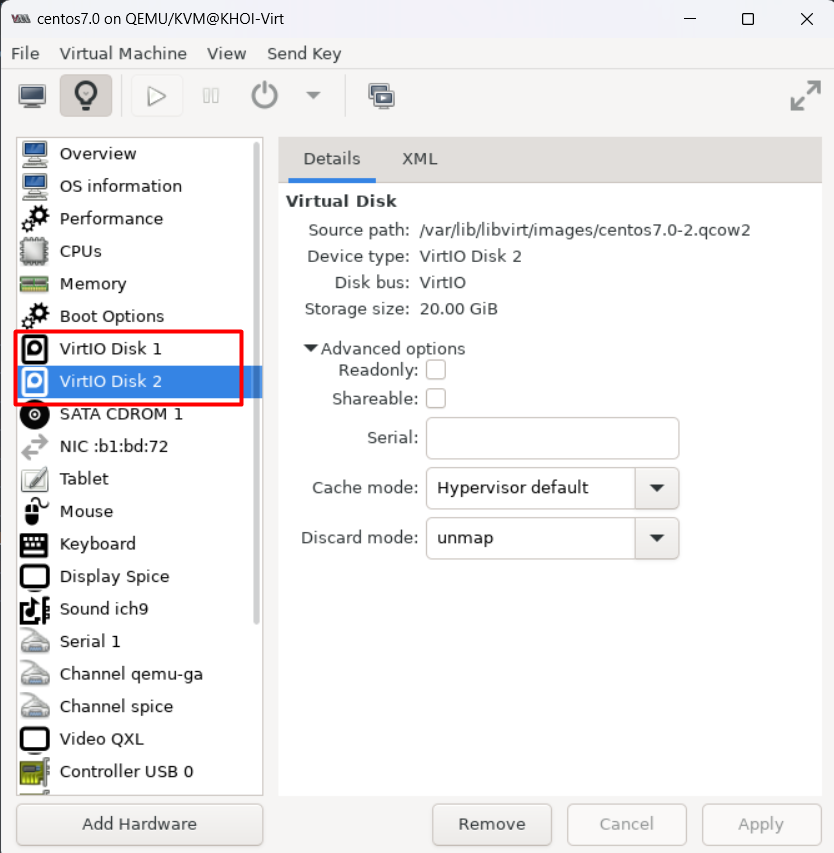 centos7.0 on QEMU/KVM@KHOI-Virt
File Virtual Machine View Send Key
Overview
OS information
Performance
CPUs
Memory
Boot Options
VirtIO Disk 1
VirtIO Disk 2
SATA CDROM 1
NIC :b1:bd:72
Tablet
Mouse
Keyboard
Display Spice
Sound ich9
Serial 1
Channel qemu-ga
Channel spice
Video QXL
Controller USB 0
Add Hardware
Details XML
Virtual Disk
Source path: /var/lib/libvirt/images/centos7.0-2.qcow2
Device type: VirtIO Disk 2
Disk bus: VirtIO
Storage size: 20.00 GiB
Advanced options
Readonly:
Shareable:
Serial:
Cache mode: Hypervisor default
Discard mode: unmap
Remove Cancel Apply